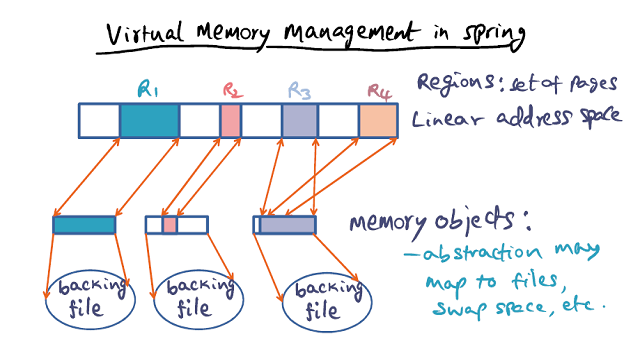 Virtual Memory Management in spring
R1 R2 R3 R4
Regions: set of pages
Linear address space
memory objects:
- abstraction may
map to files,
swap space, etc.
backing
file
backing
file
backing
file